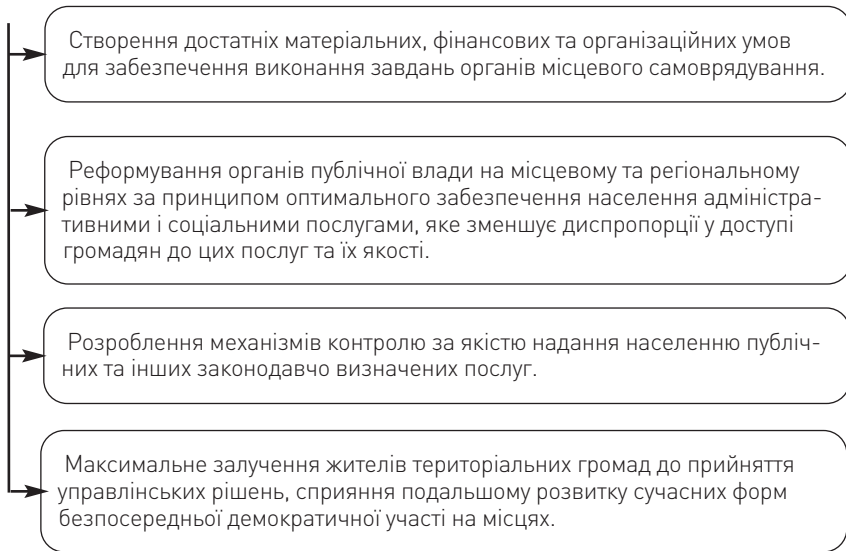 Створення достатніх матеріальних, фінансових та організаційних умов
для забезпечення виконання завдань органів місцевого самоврядування.
Реформування органів публічної влади на місцевому та регіональному
рівнях за принципом оптимального забезпечення населення адміністра-
тивними і соціальними послугами, яке зменшує диспропорції у доступі
громадян до цих послуг та їх якості.
Розроблення механізмів контролю за якістю надання населенню публіч-
них та інших законодавчо визначених послуг.
Максимальне залучення жителів територіальних громад до прийняття
управлінських рішень, сприяння подальшому розвитку сучасних форм
безпосередньої демократичної участі на місцях.